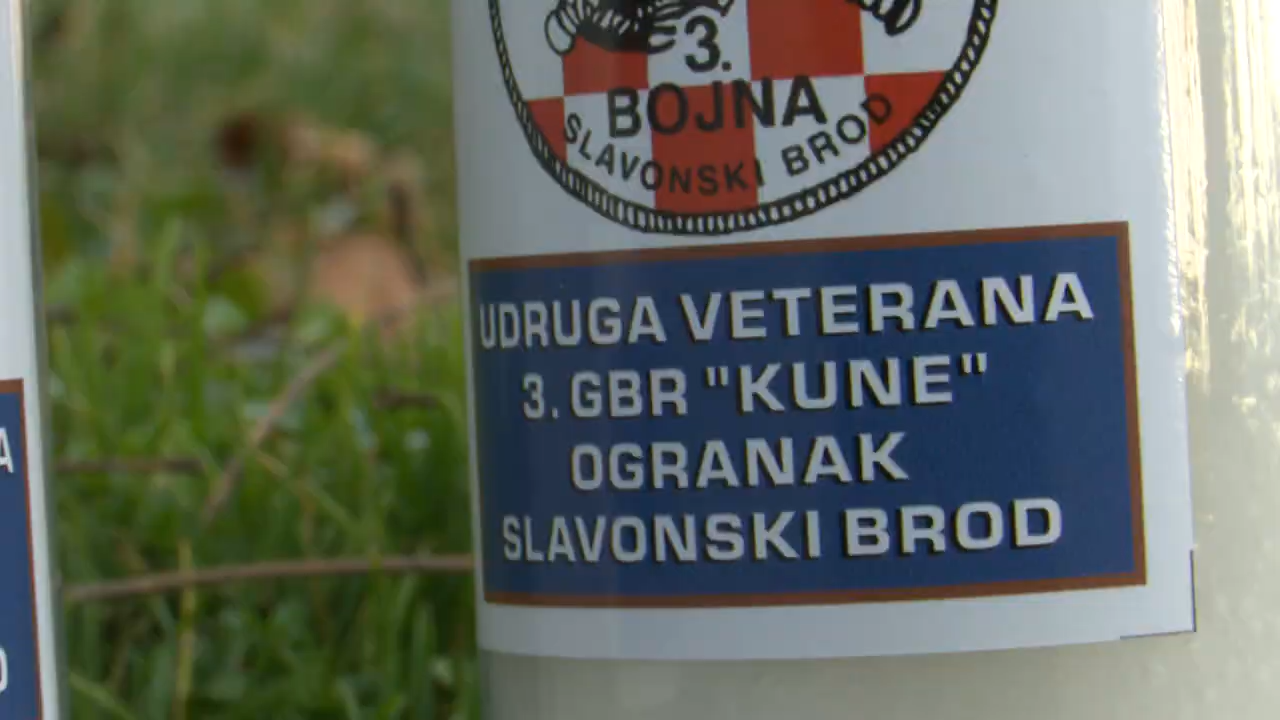 3.
BOJNA
SLAVONSKI BROD
UDRUGA VETERANA
3. GBR "KUNE"
OGRANAK
SLAVONSKI BROD